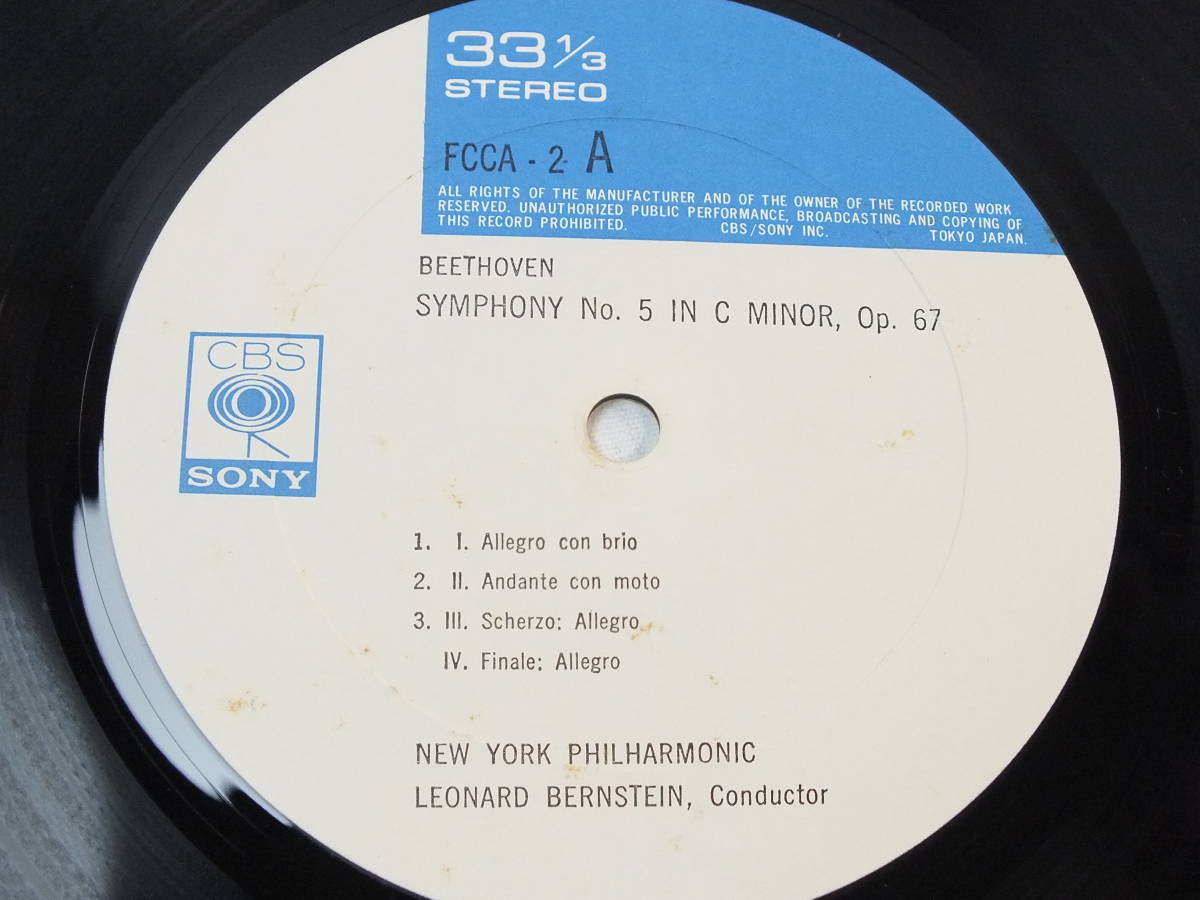 33 1/3
STEREO
FCCA - 2 A
ALL RIGHTS OF THE MANUFACTURER AND OF THE OWNER OF THE RECORDED WORK
RESERVED. UNAUTHORIZED PUBLIC PERFORMANCE, BROADCASTING AND COPYING OF
THIS RECORD PROHIBITED. CBS/SONY INC. TOKYO JAPAN.
BEETHOVEN
SYMPHONY No. 5 IN C MINOR, Op. 67
CBS
SONY
1. I. Allegro con brio
2. II. Andante con moto
3. III. Scherzo: Allegro
IV. Finale: Allegro
NEW YORK PHILHARMONIC
LEONARD BERNSTEIN, Conductor